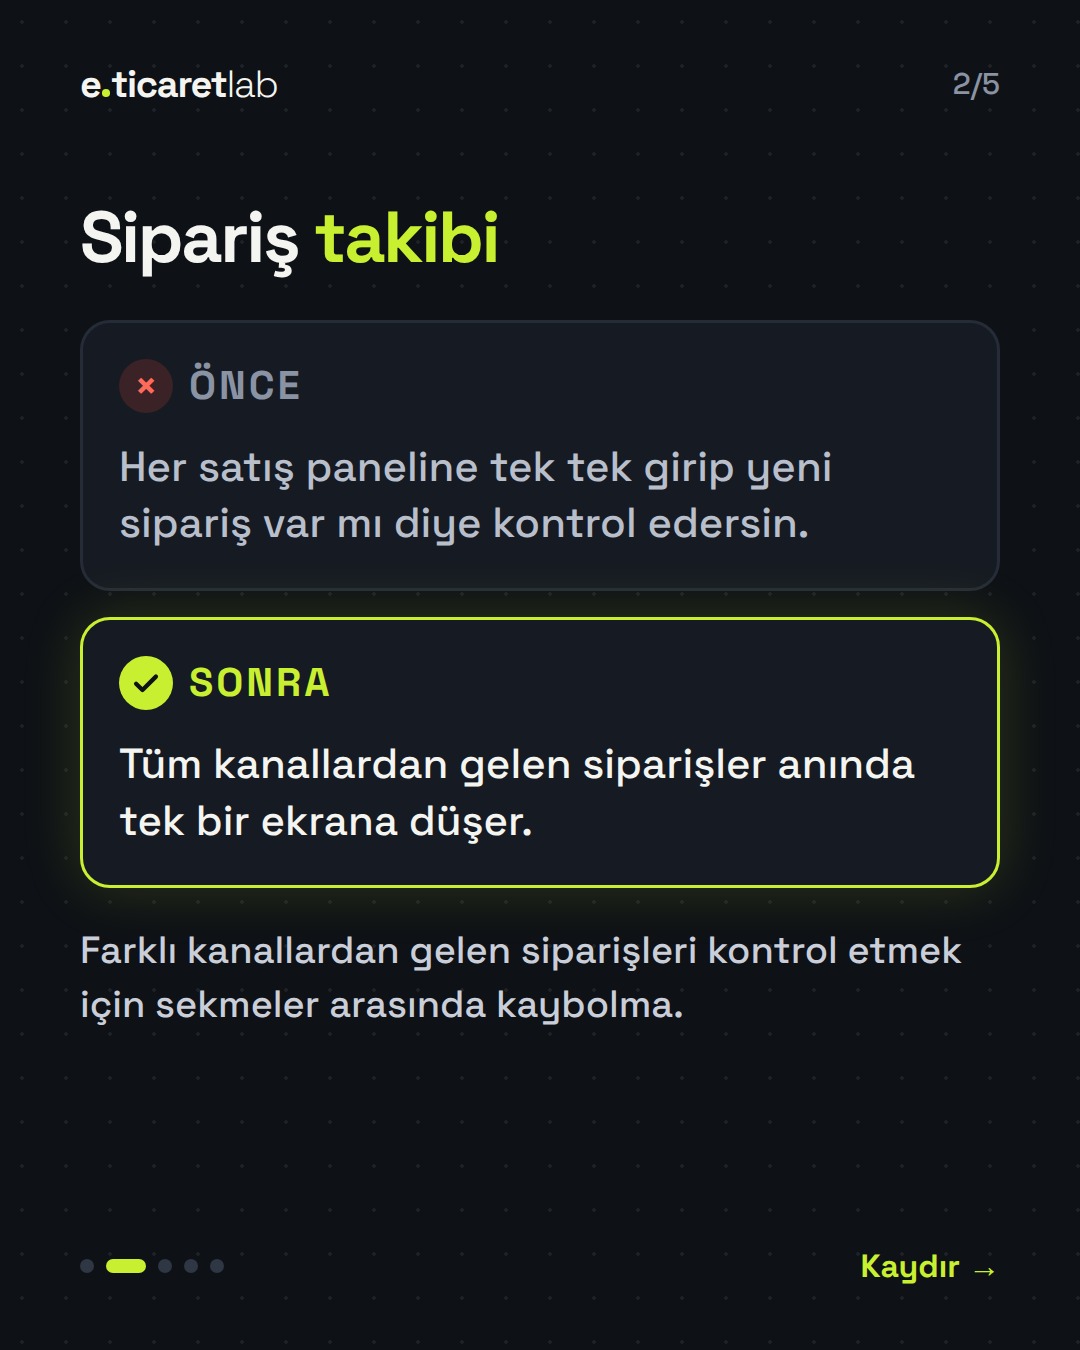 e.ticaretlab
2/5
Sipariş takibi
ÖNCE
Her satış paneline tek tek girip yeni
sipariş var mı diye kontrol edersin.
SONRA
Tüm kanallardan gelen siparişler anında
tek bir ekrana düşer.
Farklı kanallardan gelen siparişleri kontrol etmek
için sekmeler arasında kaybolma.
Kaydır →